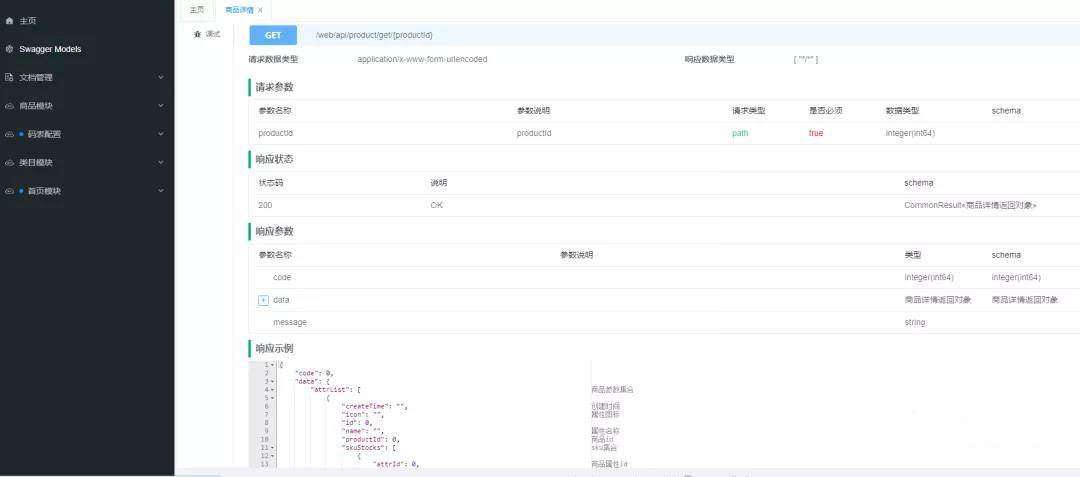 主页
Swagger Models
文档管理
商品模块
码表配置
类目模块
首页模块
主页 商品详情 x
调试
GET /web/api/product/get/{productId}
请求数据类型 application/x-www-form-urlencoded 响应数据类型 [ "*/*" ]
请求参数
参数名称 参数说明 请求类型 是否必须 数据类型 schema
productId productId path true integer(int64)
响应状态
状态码 说明 schema
200 OK CommonResult«商品详情返回对象»
响应参数
参数名称 参数说明 类型 schema
code integer(int64) integer(int64)
data 商品详情返回对象 商品详情返回对象
message string
响应示例
1 {
2 "code": 0,
3 "data": {
4 "attrList": [ 商品参数集合
5 {
6 "createTime": "", 创建时间
7 "icon": "", 属性图标
8 "id": 0,
9 "name": "", 属性名称
10 "productId": 0, 商品id
11 "skuStocks": [ sku集合
12 {
13 "attrId": 0, 商品属性id